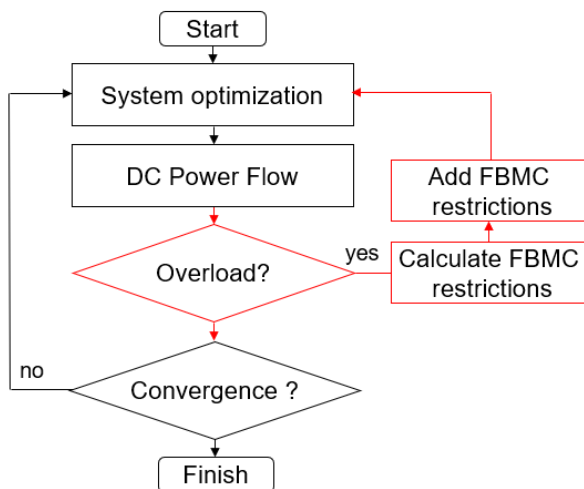 Start
System optimization
DC Power Flow
Add FBMC
restrictions
Overload?
yes
Calculate FBMC
restrictions
no
Convergence ?
Finish